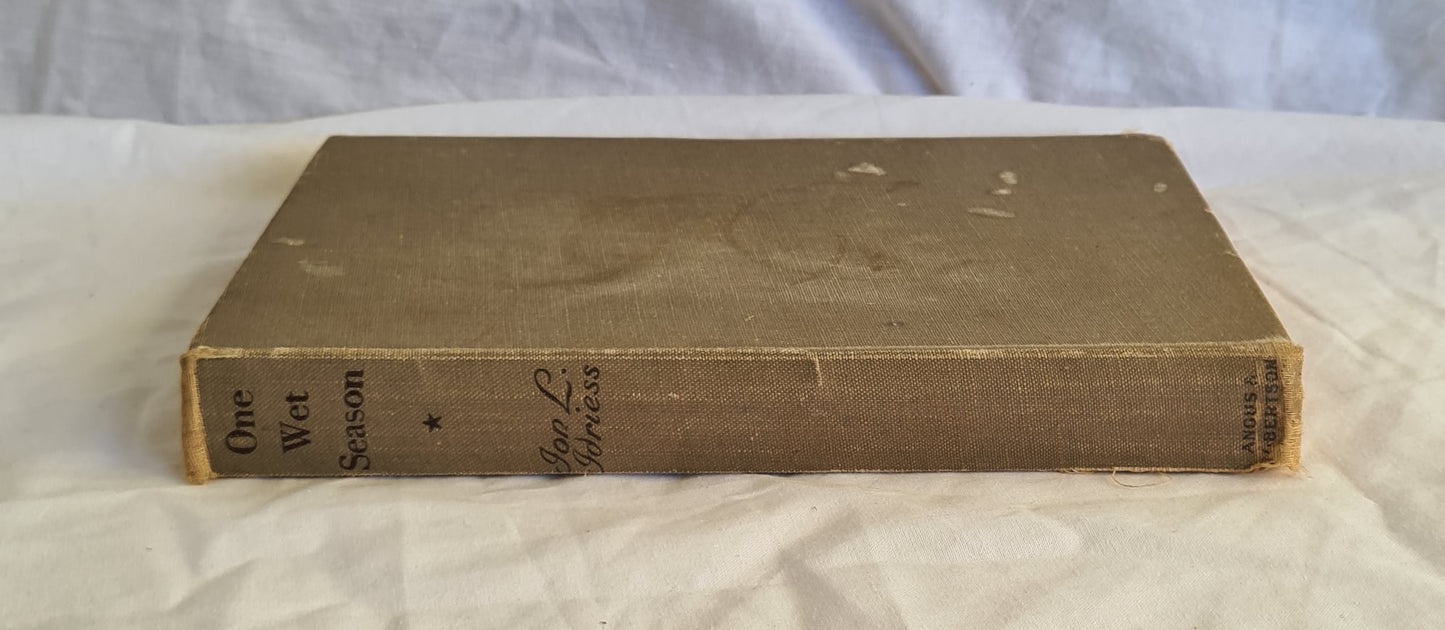 One
Wet
Season
★
Ion L.
Idriess
ANGUS &
ROBERTSON